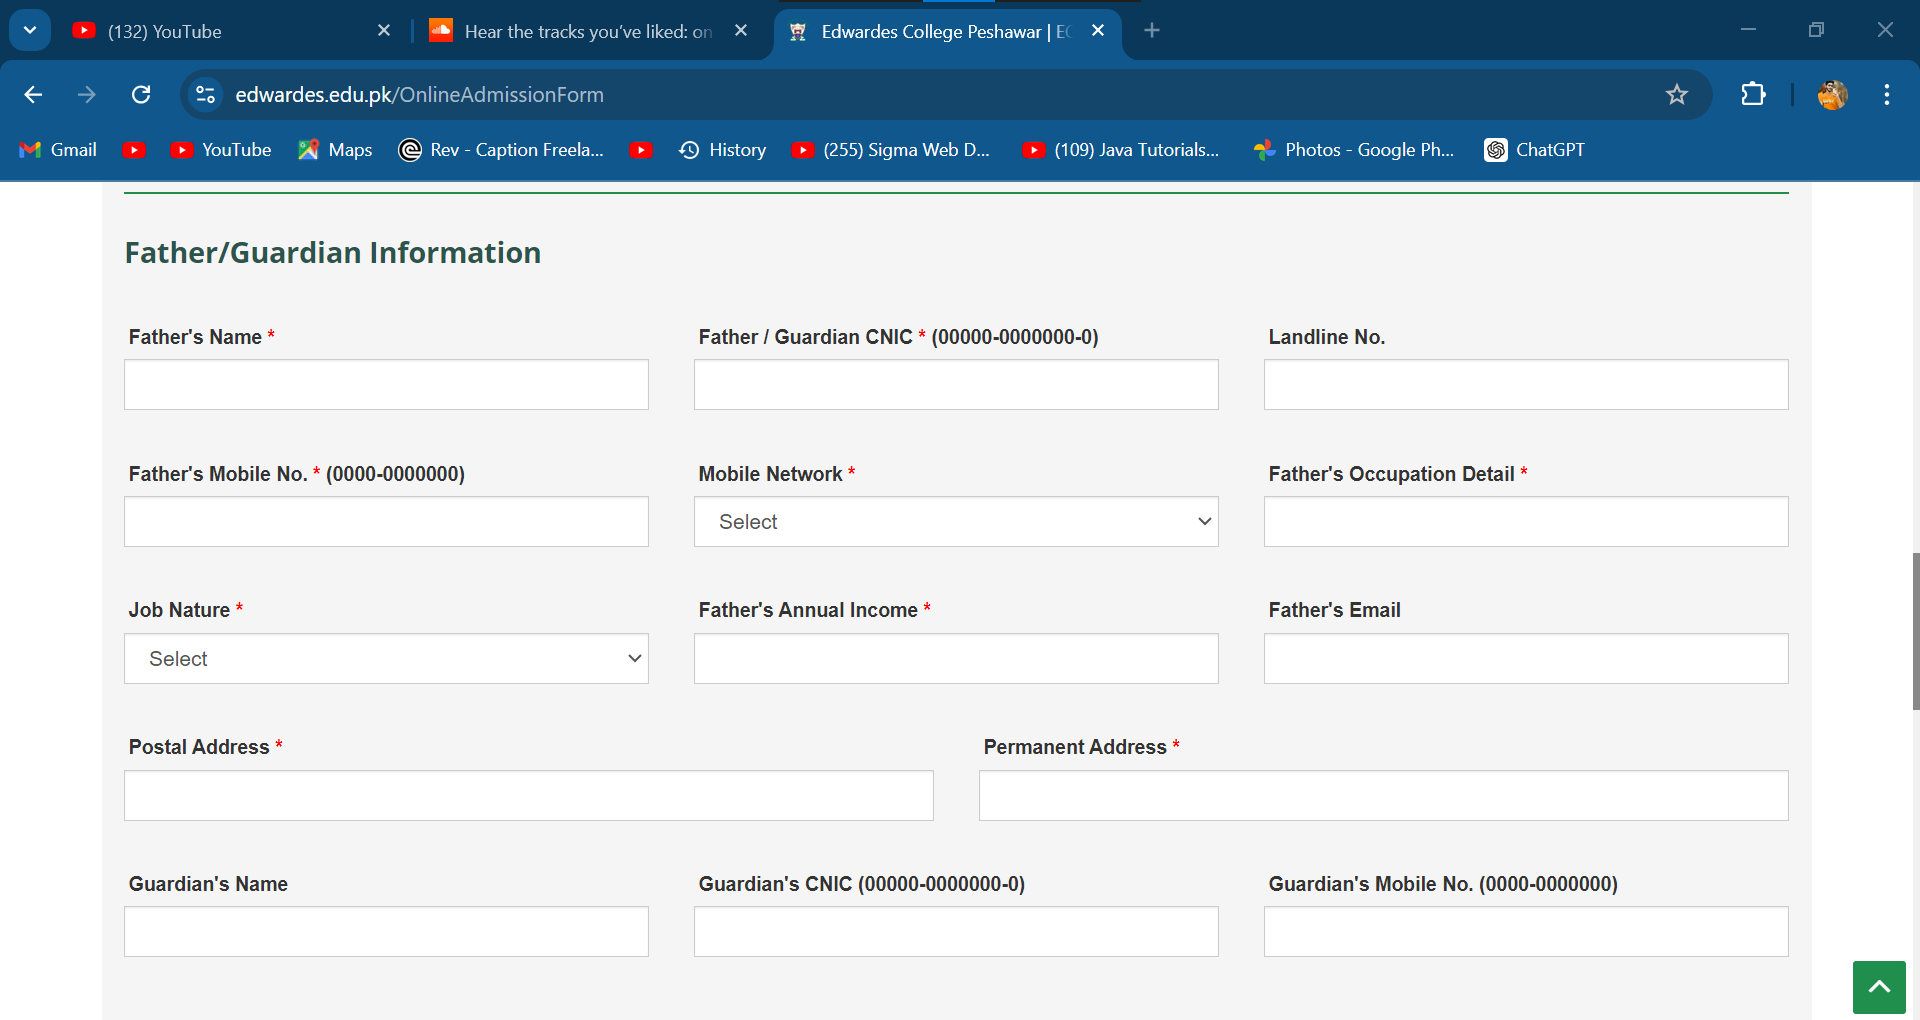 (132) YouTube
Hear the tracks you've liked: on
Edwardes College Peshawar | EC
edwardes.edu.pk/OnlineAdmissionForm
Gmail
YouTube
Maps
Rev - Caption Freela...
History
(255) Sigma Web D...
(109) Java Tutorials...
Photos - Google Ph...
ChatGPT
Father/Guardian Information
Father's Name *
Father / Guardian CNIC * (00000-0000000-0)
Landline No.
Father's Mobile No. * (0000-0000000)
Mobile Network *
Father's Occupation Detail *
Select
Job Nature *
Father's Annual Income *
Father's Email
Select
Postal Address *
Permanent Address *
Guardian's Name
Guardian's CNIC (00000-0000000-0)
Guardian's Mobile No. (0000-0000000)